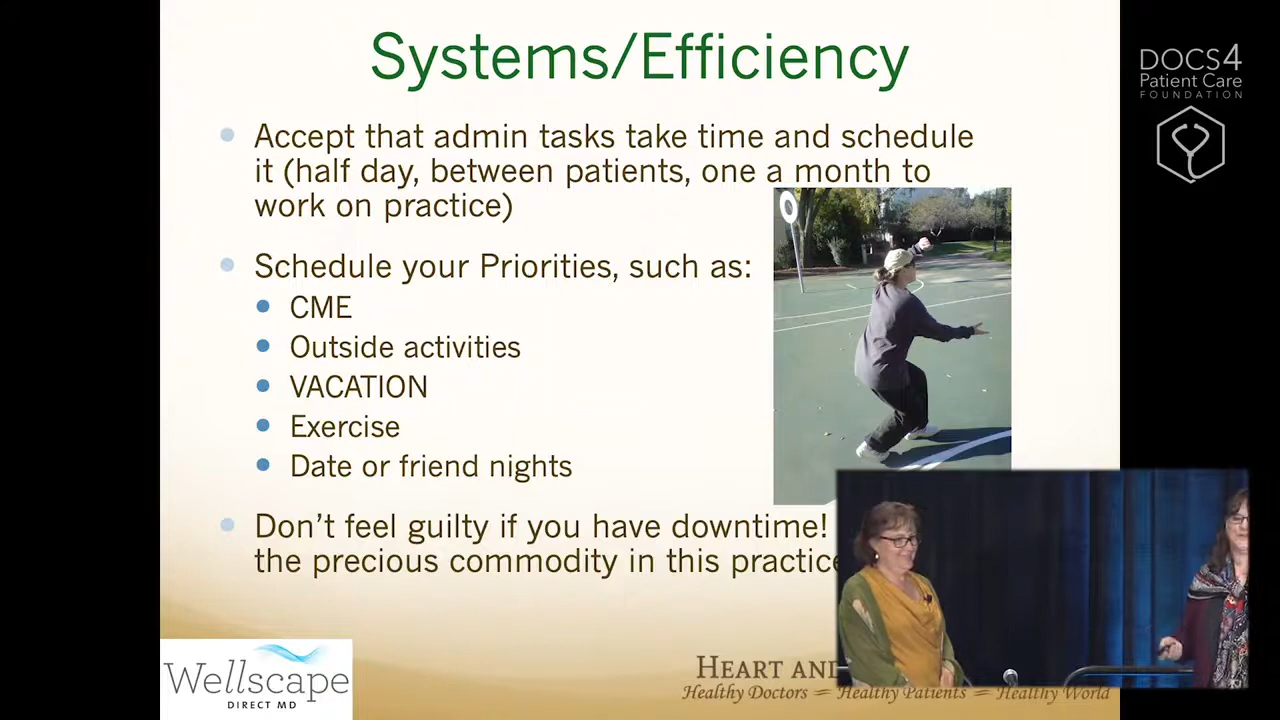 Systems/Efficiency
DOCS4
Patient Care
FOUNDATION
Accept that admin tasks take time and schedule
it (half day, between patients, one a month to
work on practice)
Schedule your Priorities, such as:
CME
Outside activities
VACATION
Exercise
Date or friend nights
Don’t feel guilty if you have downtime!
the precious commodity in this practice
Wellscape
DIRECT MD
HEART AND
Healthy Doctors = Healthy Patients = Healthy World